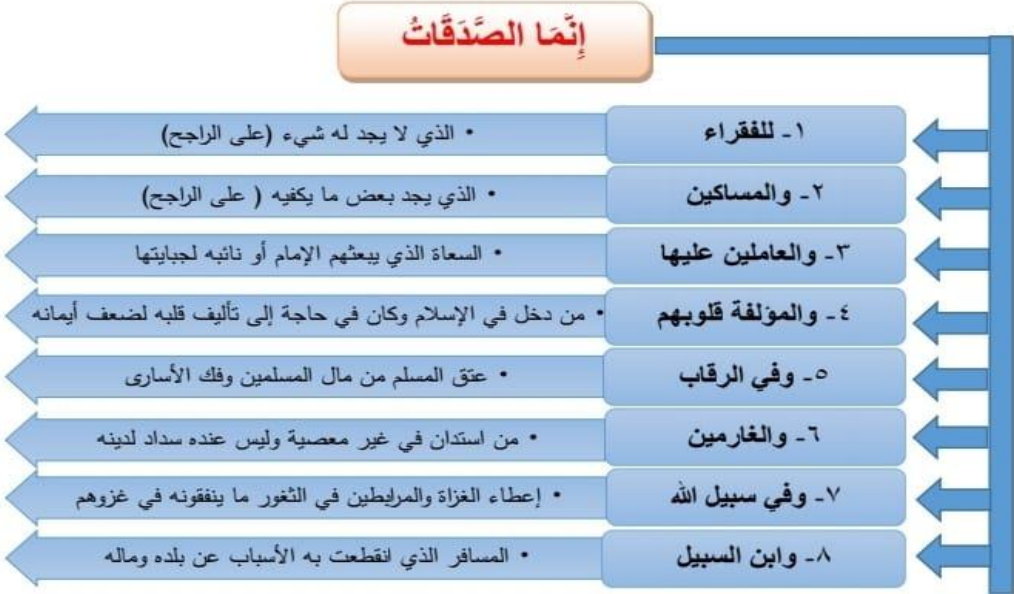 إِنَّمَا الصَّدَقَّاتُ
١- للفقراء
• الذي لا يجد له شيء (على الراجح)
٢- والمساكين
• الذي يجد بعض ما يكفيه ( على الراجح)
٣- والعاملين عليها
• السعاة الذي يبعثهم الإمام أو نائبه لجبايتها
٤- والمؤلفة قلوبهم
• من دخل في الإسلام وكان في حاجة إلى تأليف قلبه لضعف أيمانه
٥- وفي الرقاب
• عتق المسلم من مال المسلمين وفك الأسارى
٦- والغارمين
• من استدان في غير معصية وليس عنده سداد لدينه
٧- وفي سبيل الله
• إعطاء الغزاة والمرابطين في الثغور ما ينفقونه في غزوهم
٨- وابن السبيل
• المسافر الذي انقطعت به الأسباب عن بلده وماله